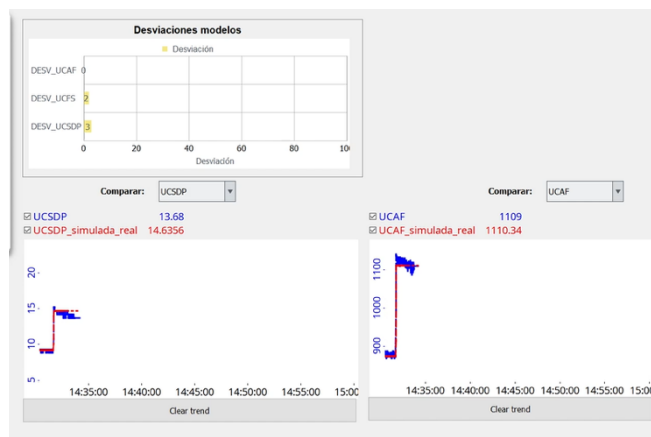 Desviaciones modelos
Desviación
DESV_UCAF 0
DESV_UCFS 2
DESV_UCSDP 3
0 20 40 60 80 100
Desviación
Comparar: UCSDP
Comparar: UCAF
UCSDP 13.68
UCSDP_simulada_real 14.6356
UCAF 1109
UCAF_simulada_real 1110.34
20
15
10
5
14:35:00 14:40:00 14:45:00 14:50:00 14:55:00 15:00
Clear trend
1100
1000
900
14:35:00 14:40:00 14:45:00 14:50:00 14:55:00 15:0
Clear trend